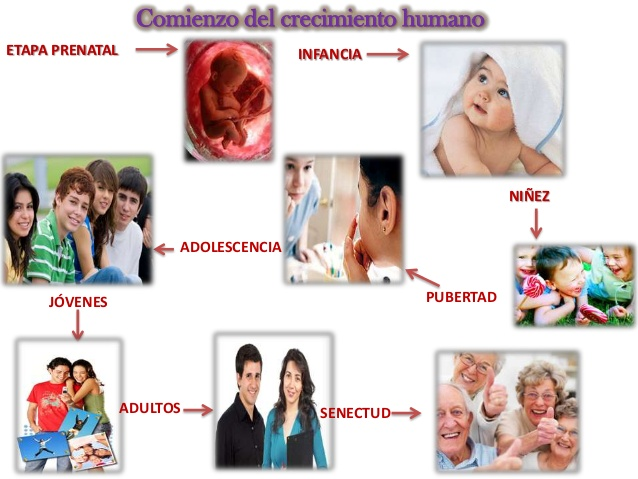 Comienzo del crecimiento humano
ETAPA PRENATAL
INFANCIA
NIÑEZ
PUBERTAD
ADOLESCENCIA
JÓVENES
ADULTOS
SENECTUD